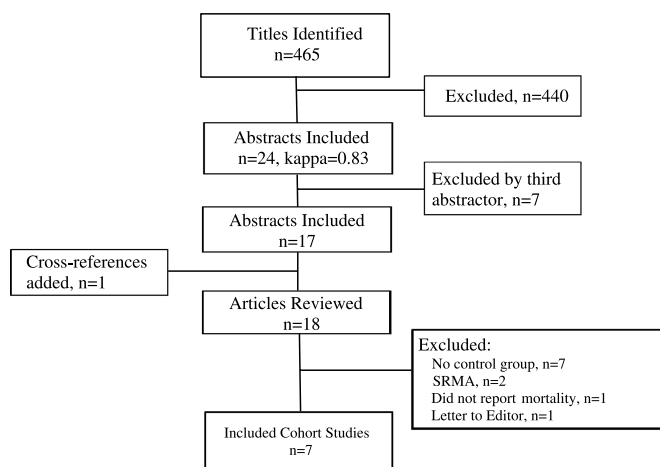 Titles Identified
n=465
Excluded, n=440
Abstracts Included
n=24, kappa=0.83
Excluded by third
abstractor, n=7
Abstracts Included
n=17
Cross-references
added, n=1
Articles Reviewed
n=18
Excluded:
No control group, n=7
SRMA, n=2
Did not report mortality, n=1
Letter to Editor, n=1
Included Cohort Studies
n=7